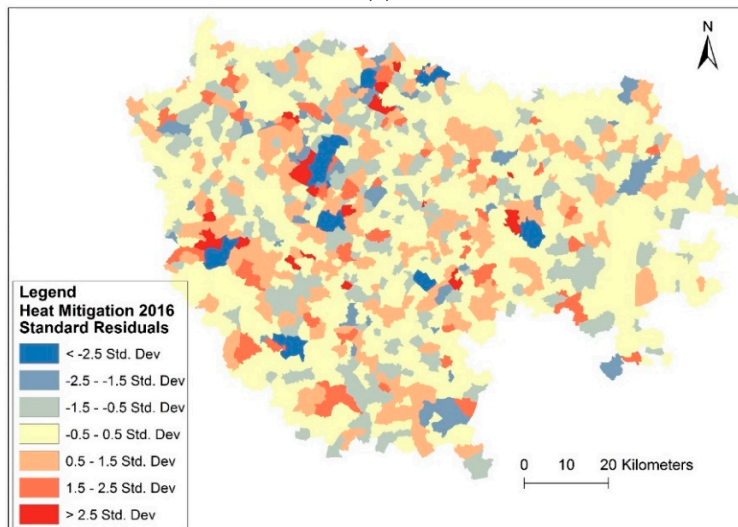 N
Legend
Heat Mitigation 2016
Standard Residuals
< -2.5 Std. Dev
-2.5 - -1.5 Std. Dev
-1.5 - -0.5 Std. Dev
-0.5 - 0.5 Std. Dev
0.5 - 1.5 Std. Dev
1.5 - 2.5 Std. Dev
> 2.5 Std. Dev
0 10 20 Kilometers